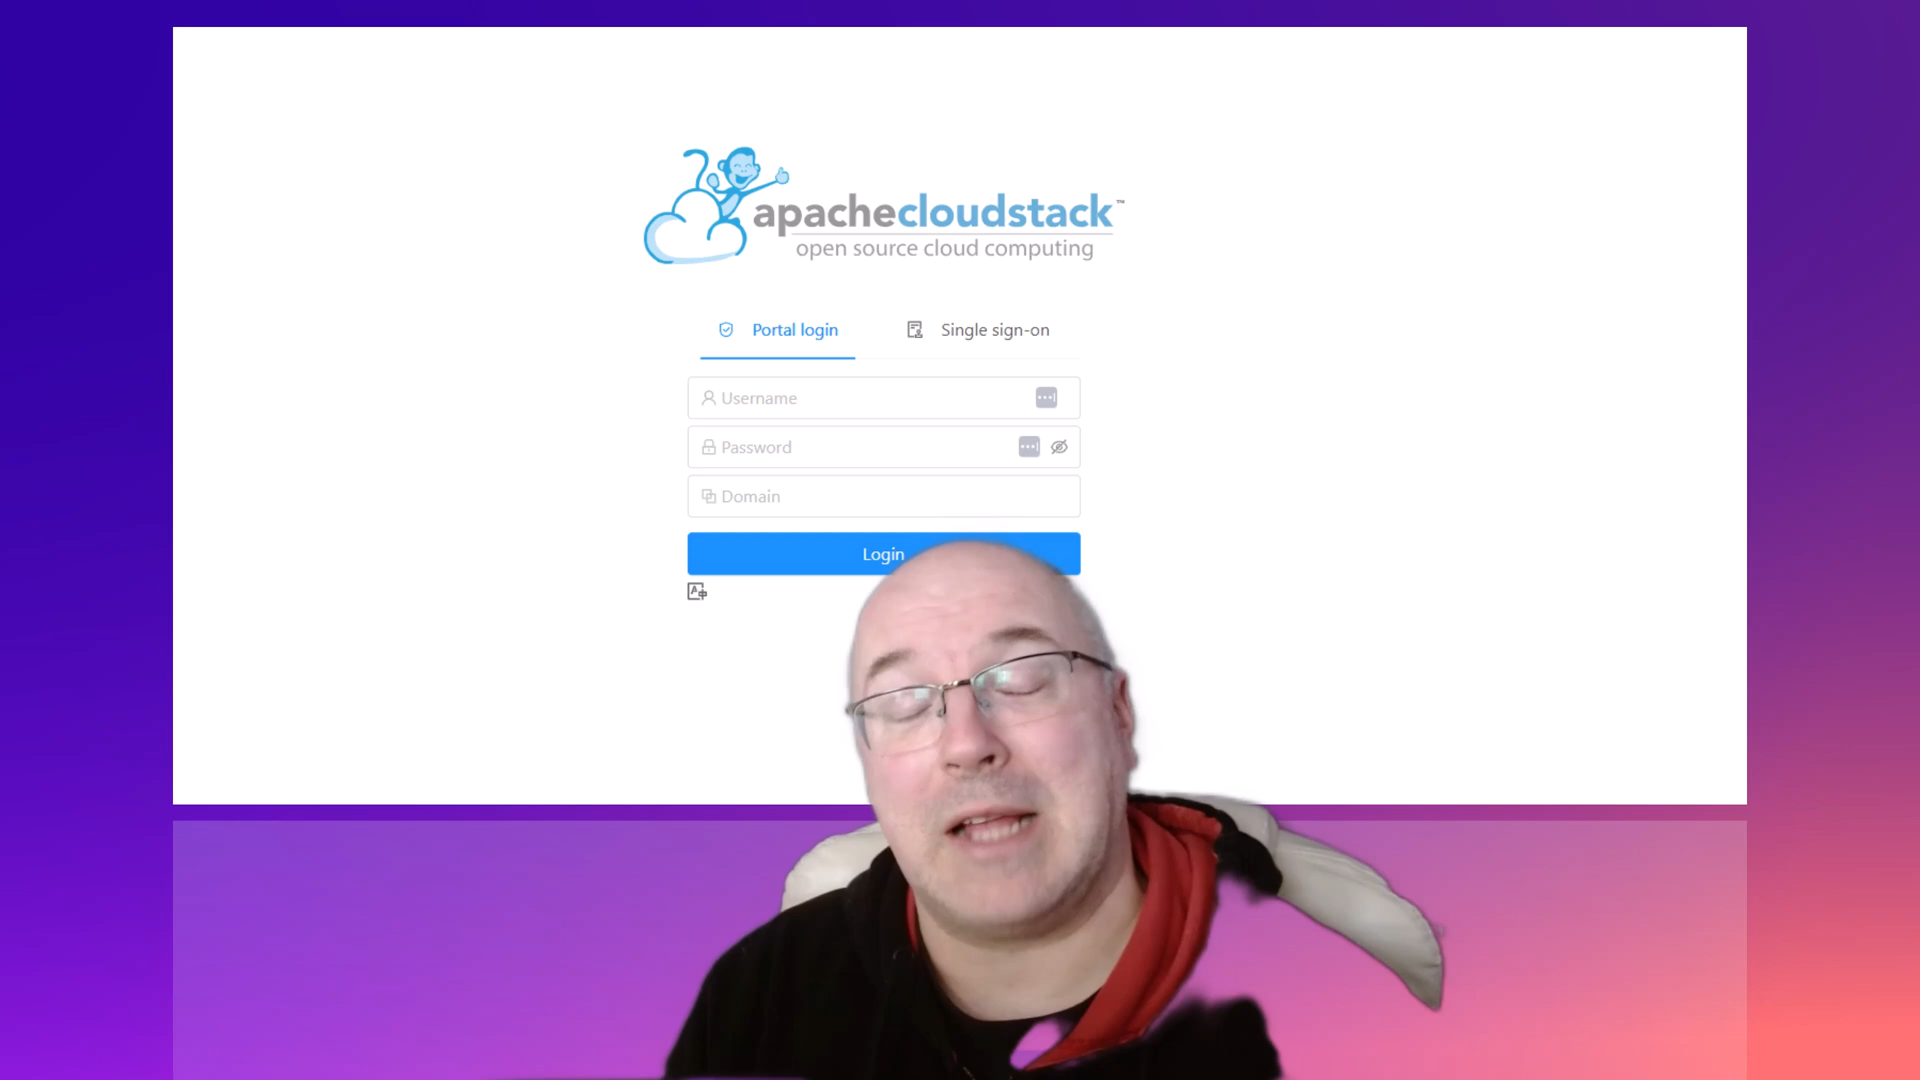 apachecloudstack™
open source cloud computing
Portal login
Single sign-on
Username
Password
Domain
Login